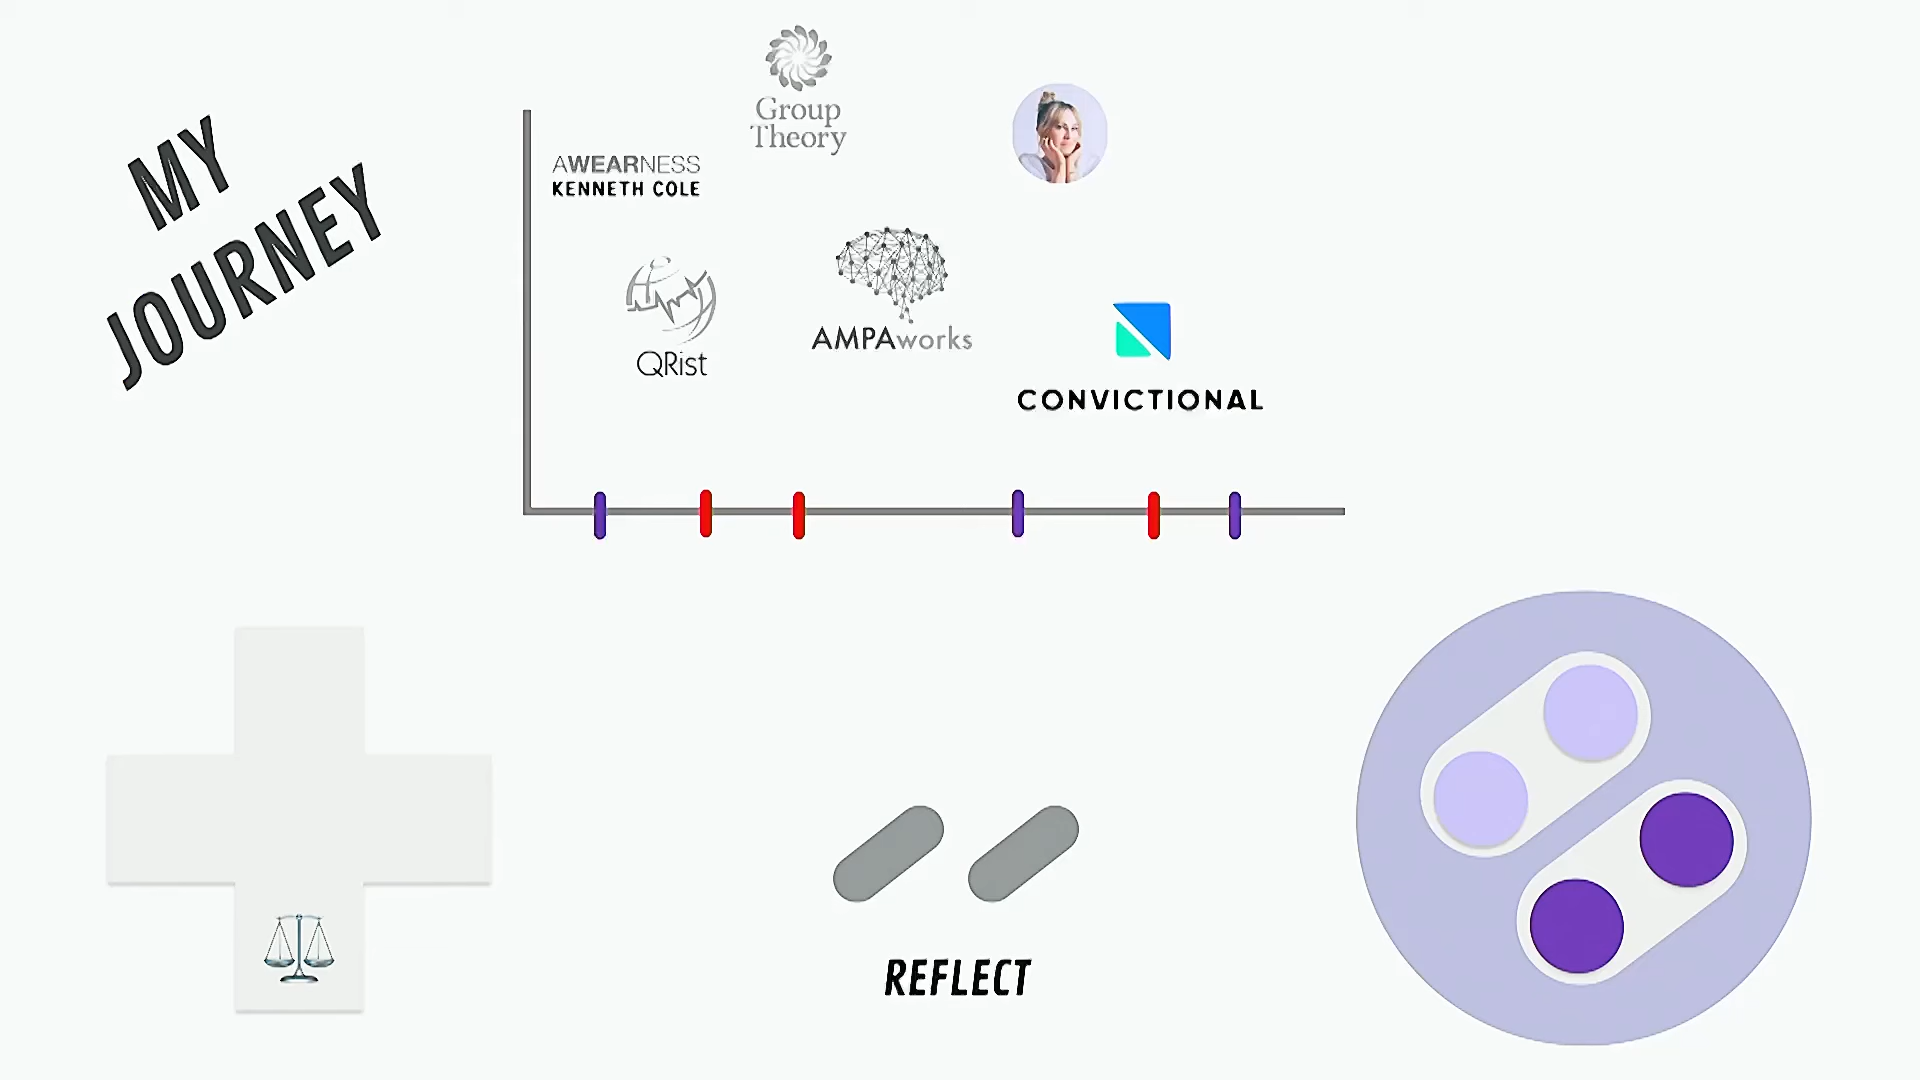 MY
JOURNEY
Group
Theory
AWEARNESS
KENNETH COLE
QRist
AMPAworks
CONVICTIONAL
REFLECT